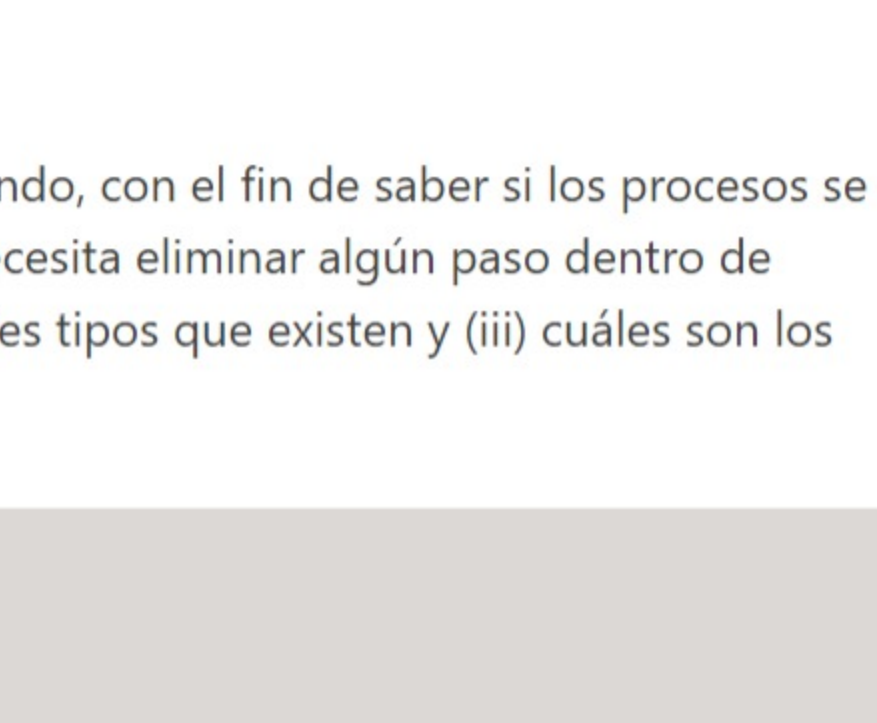 ndo, con el fin de saber si los procesos se
cesita eliminar algún paso dentro de
es tipos que existen y (iii) cuáles son los